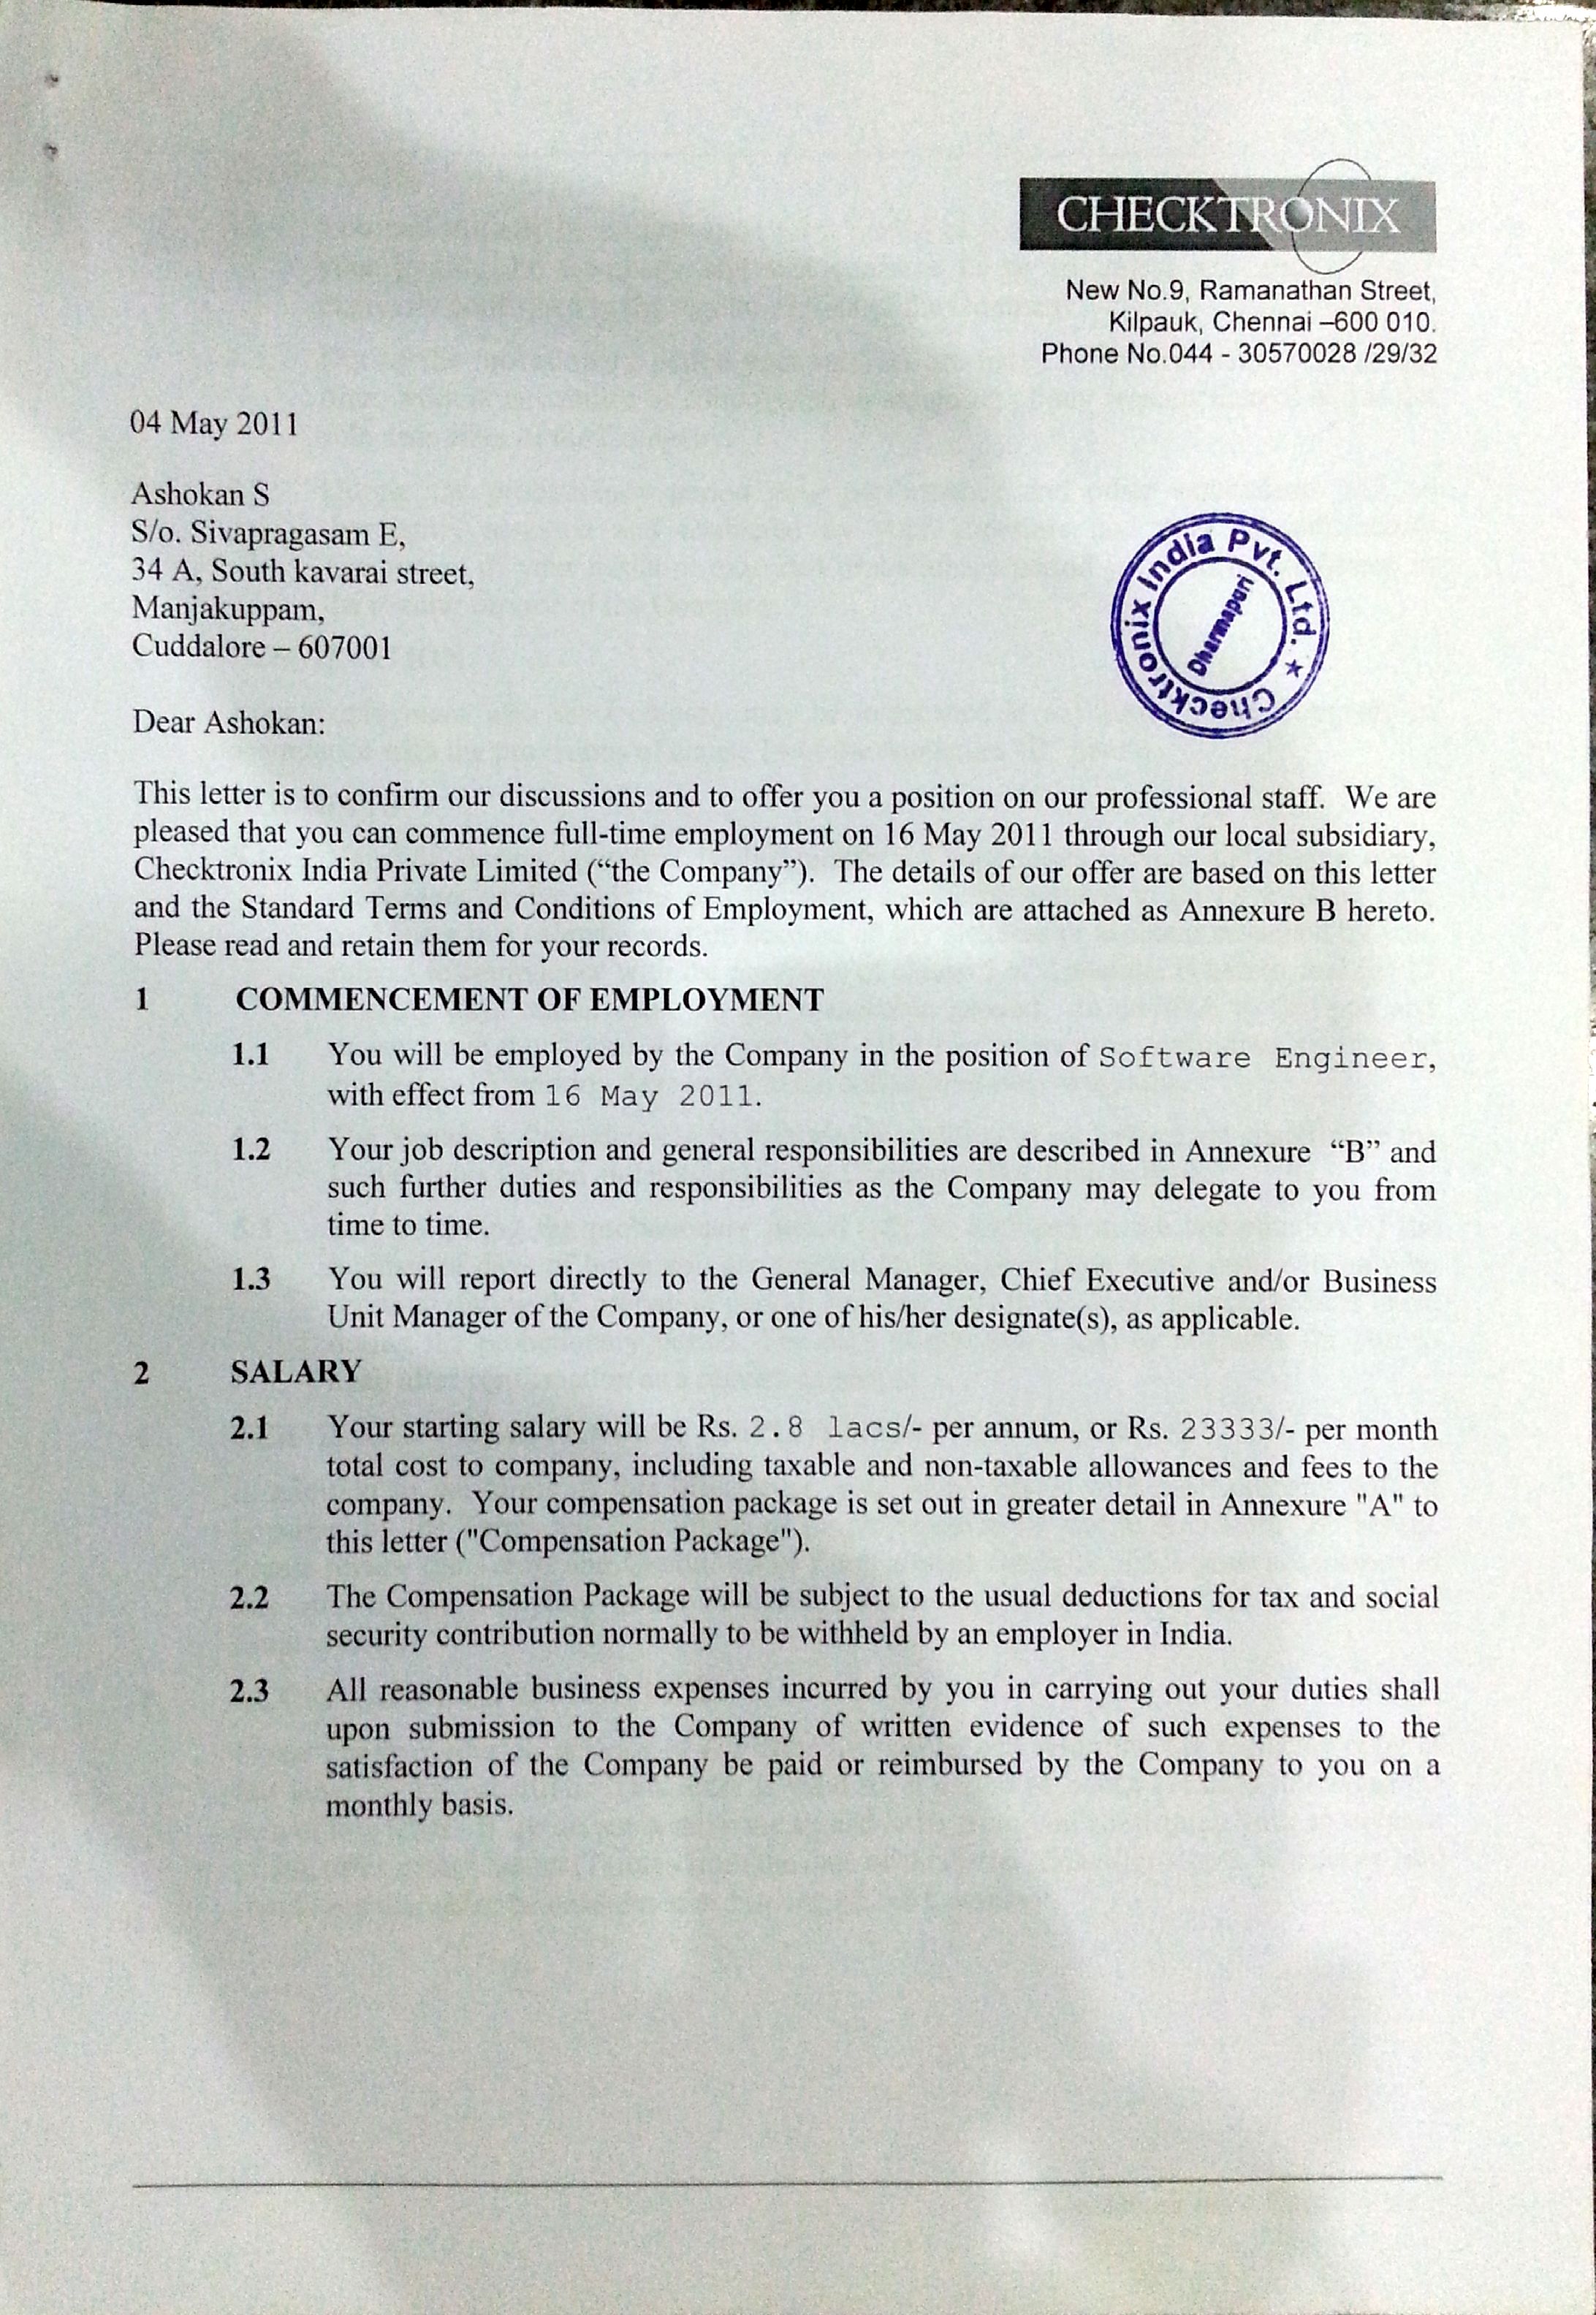 CHECKTRONIX
New No.9, Ramanathan Street,
Kilpauk, Chennai –600 010.
Phone No.044 - 30570028 /29/32
04 May 2011
Ashokan S
S/o. Sivapragasam E,
34 A, South kavarai street,
Manjakuppam,
Cuddalore – 607001
Checktronix India Pvt. Ltd. ★
Dharmapuri
Dear Ashokan:
This letter is to confirm our discussions and to offer you a position on our professional staff. We are
pleased that you can commence full-time employment on 16 May 2011 through our local subsidiary,
Checktronix India Private Limited (“the Company”). The details of our offer are based on this letter
and the Standard Terms and Conditions of Employment, which are attached as Annexure B hereto.
Please read and retain them for your records.
1 COMMENCEMENT OF EMPLOYMENT
1.1 You will be employed by the Company in the position of Software Engineer,
with effect from 16 May 2011.
1.2 Your job description and general responsibilities are described in Annexure “B” and
such further duties and responsibilities as the Company may delegate to you from
time to time.
1.3 You will report directly to the General Manager, Chief Executive and/or Business
Unit Manager of the Company, or one of his/her designate(s), as applicable.
2 SALARY
2.1 Your starting salary will be Rs. 2.8 lacs/- per annum, or Rs. 23333/- per month
total cost to company, including taxable and non-taxable allowances and fees to the
company. Your compensation package is set out in greater detail in Annexure "A" to
this letter ("Compensation Package").
2.2 The Compensation Package will be subject to the usual deductions for tax and social
security contribution normally to be withheld by an employer in India.
2.3 All reasonable business expenses incurred by you in carrying out your duties shall
upon submission to the Company of written evidence of such expenses to the
satisfaction of the Company be paid or reimbursed by the Company to you on a
monthly basis.